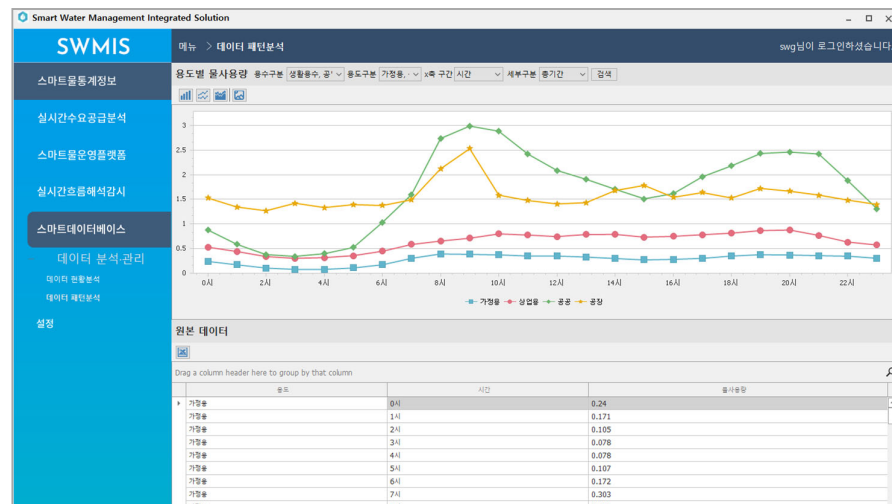 Smart Water Management Integrated Solution
SWMIS
메뉴 > 데이터 패턴분석
swg님이 로그인하셨습니다
스마트물통계정보
실시간수요공급분석
스마트물운영플랫폼
실시간흐름해석감시
스마트데이터베이스
데이터 분석·관리
데이터 현황분석
데이터 패턴분석
설정
용도별 물사용량 용수구분 생활용수, 공' 용도구분 가정용, x축 구간 시간 세부구분 총기간 검색
3
2.5
2
1.5
1
0.5
0
0시 2시 4시 6시 8시 10시 12시 14시 16시 18시 20시 22시
가정용 상업용 공공 공장
원본 데이터
Drag a column header here to group by that column
용도 시간 물사용량
가정용 0시 0.24
가정용 1시 0.171
가정용 2시 0.105
가정용 3시 0.078
가정용 4시 0.078
가정용 5시 0.107
가정용 6시 0.172
가정용 7시 0.303